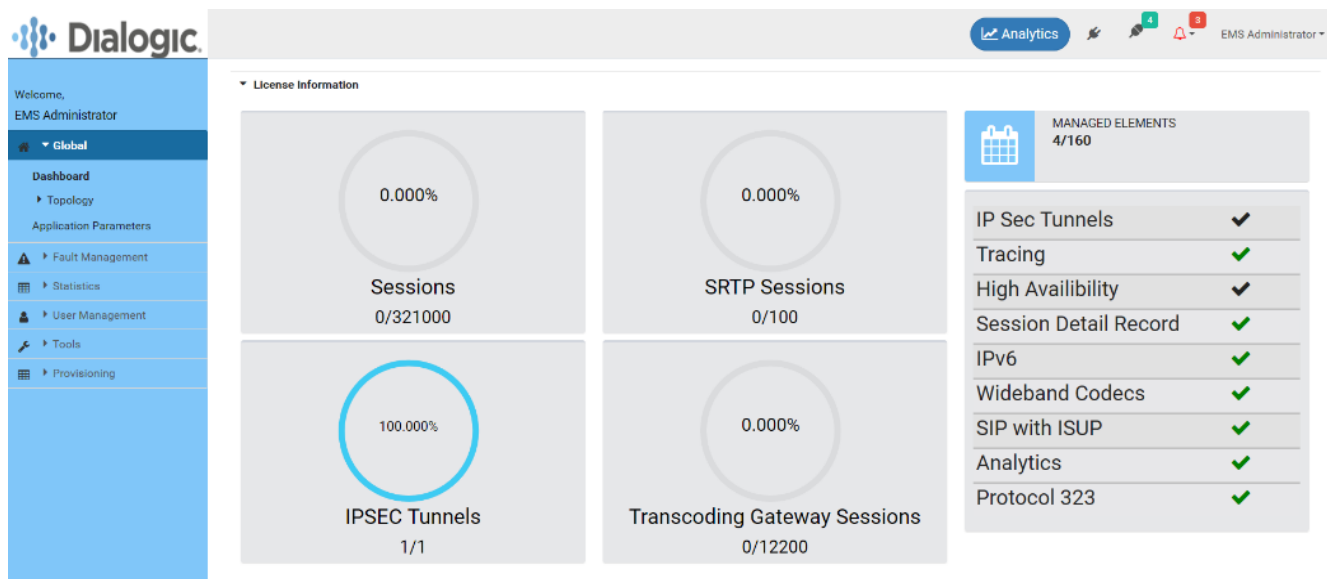 Dialogic.
Analytics
4
3
EMS Administrator
Welcome,
EMS Administrator
Global
Dashboard
Topology
Application Parameters
Fault Management
Statistics
User Management
Tools
Provisioning
License Information
0.000%
Sessions
0/321000
0.000%
SRTP Sessions
0/100
100.000%
IPSEC Tunnels
1/1
0.000%
Transcoding Gateway Sessions
0/12200
MANAGED ELEMENTS
4/160
IP Sec Tunnels
Tracing
High Availibility
Session Detail Record
IPv6
Wideband Codecs
SIP with ISUP
Analytics
Protocol 323